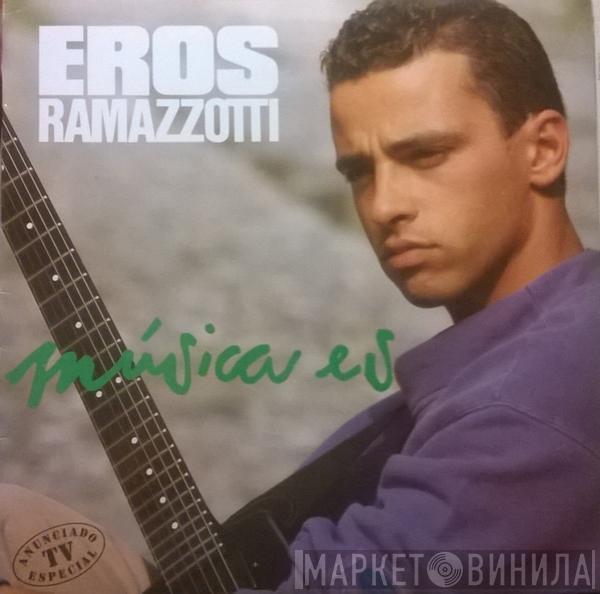 EROS
RAMAZZOTTI
música es
ANUNCIADO
TV
ESPECIAL
МАРКЕТ ВИНИЛА